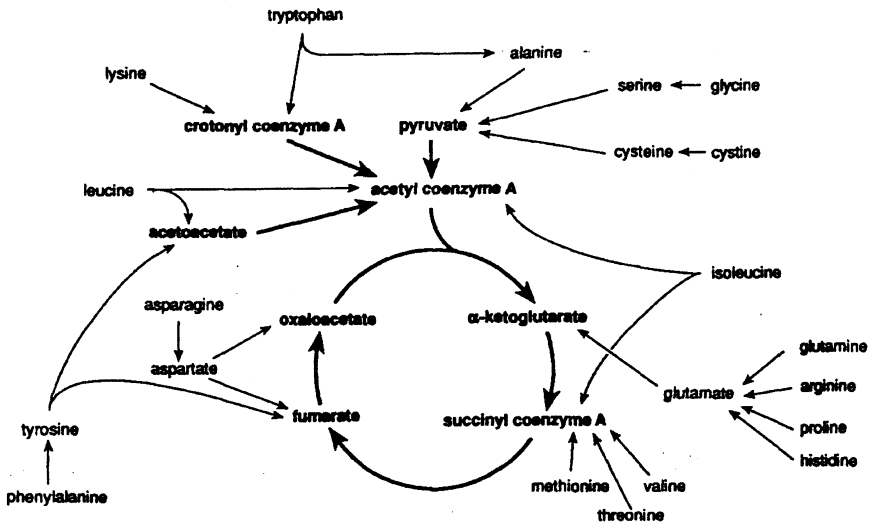 tryptophan
alanine
lysine
serine
glycine
crotonyl coenzyme A
pyruvate
cysteine
cystine
leucine
acetyl coenzyme A
acetoacetate
isoleucine
asparagine
oxaloacetate
α-ketoglutarate
glutamine
aspartate
arginine
glutamate
fumarate
succinyl coenzyme A
tyrosine
proline
histidine
methionine
valine
phenylalanine
threonine